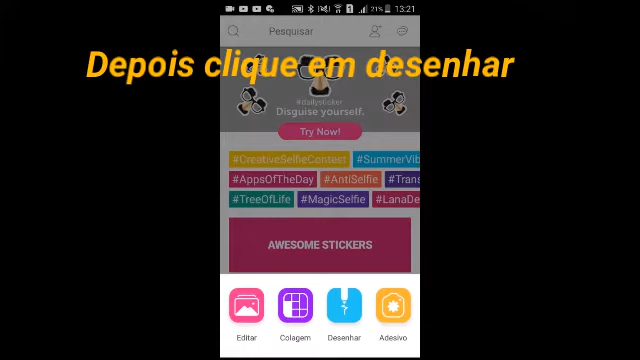 21% 13:21
Pesquisar
Depois clique em desenhar
#dailysticker
Disguise yourself.
Try Now!
#CreativeSelfieContest #SummerVib
#AppsOfTheDay #AntiSelfie #Trans
#TreeOfLife #MagicSelfie #LanaDe
AWESOME STICKERS
Editar Colagem Desenhar Adesivo